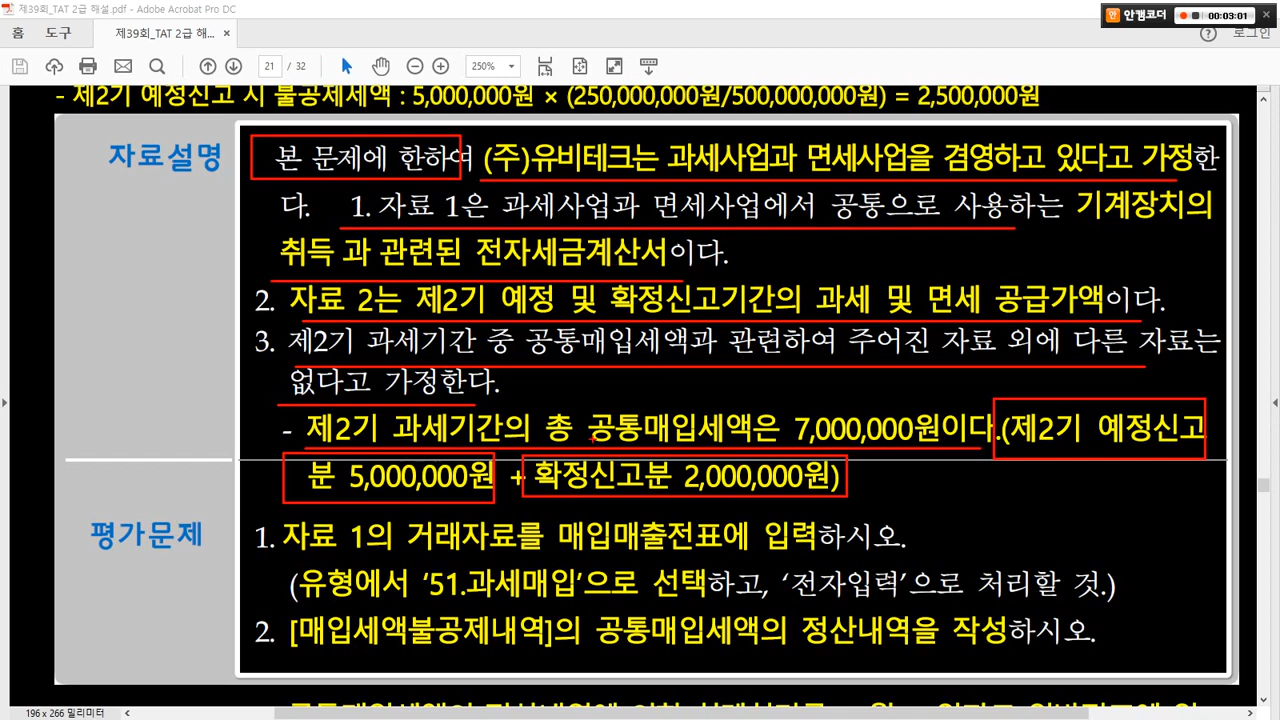 제39회_TAT 2급 해설.pdf - Adobe Acrobat Pro DC
안캠코더 00:03:01
홈 도구 제39회_TAT 2급 해... × 로그인
21 / 32 250%
- 제2기 예정신고 시 불공제세액 : 5,000,000원 × (250,000,000원/500,000,000원) = 2,500,000원
자료설명
본 문제에 한하여 (주)유비테크는 과세사업과 면세사업을 겸영하고 있다고 가정한
다. 1. 자료 1은 과세사업과 면세사업에서 공통으로 사용하는 기계장치의
취득 과 관련된 전자세금계산서이다.
2. 자료 2는 제2기 예정 및 확정신고기간의 과세 및 면세 공급가액이다.
3. 제2기 과세기간 중 공통매입세액과 관련하여 주어진 자료 외에 다른 자료는
없다고 가정한다.
- 제2기 과세기간의 총 공통매입세액은 7,000,000원이다.(제2기 예정신고
분 5,000,000원 + 확정신고분 2,000,000원)
평가문제
1. 자료 1의 거래자료를 매입매출전표에 입력하시오.
(유형에서 '51.과세매입'으로 선택하고, '전자입력'으로 처리할 것.)
2. [매입세액불공제내역]의 공통매입세액의 정산내역을 작성하시오.
196 x 266 밀리미터